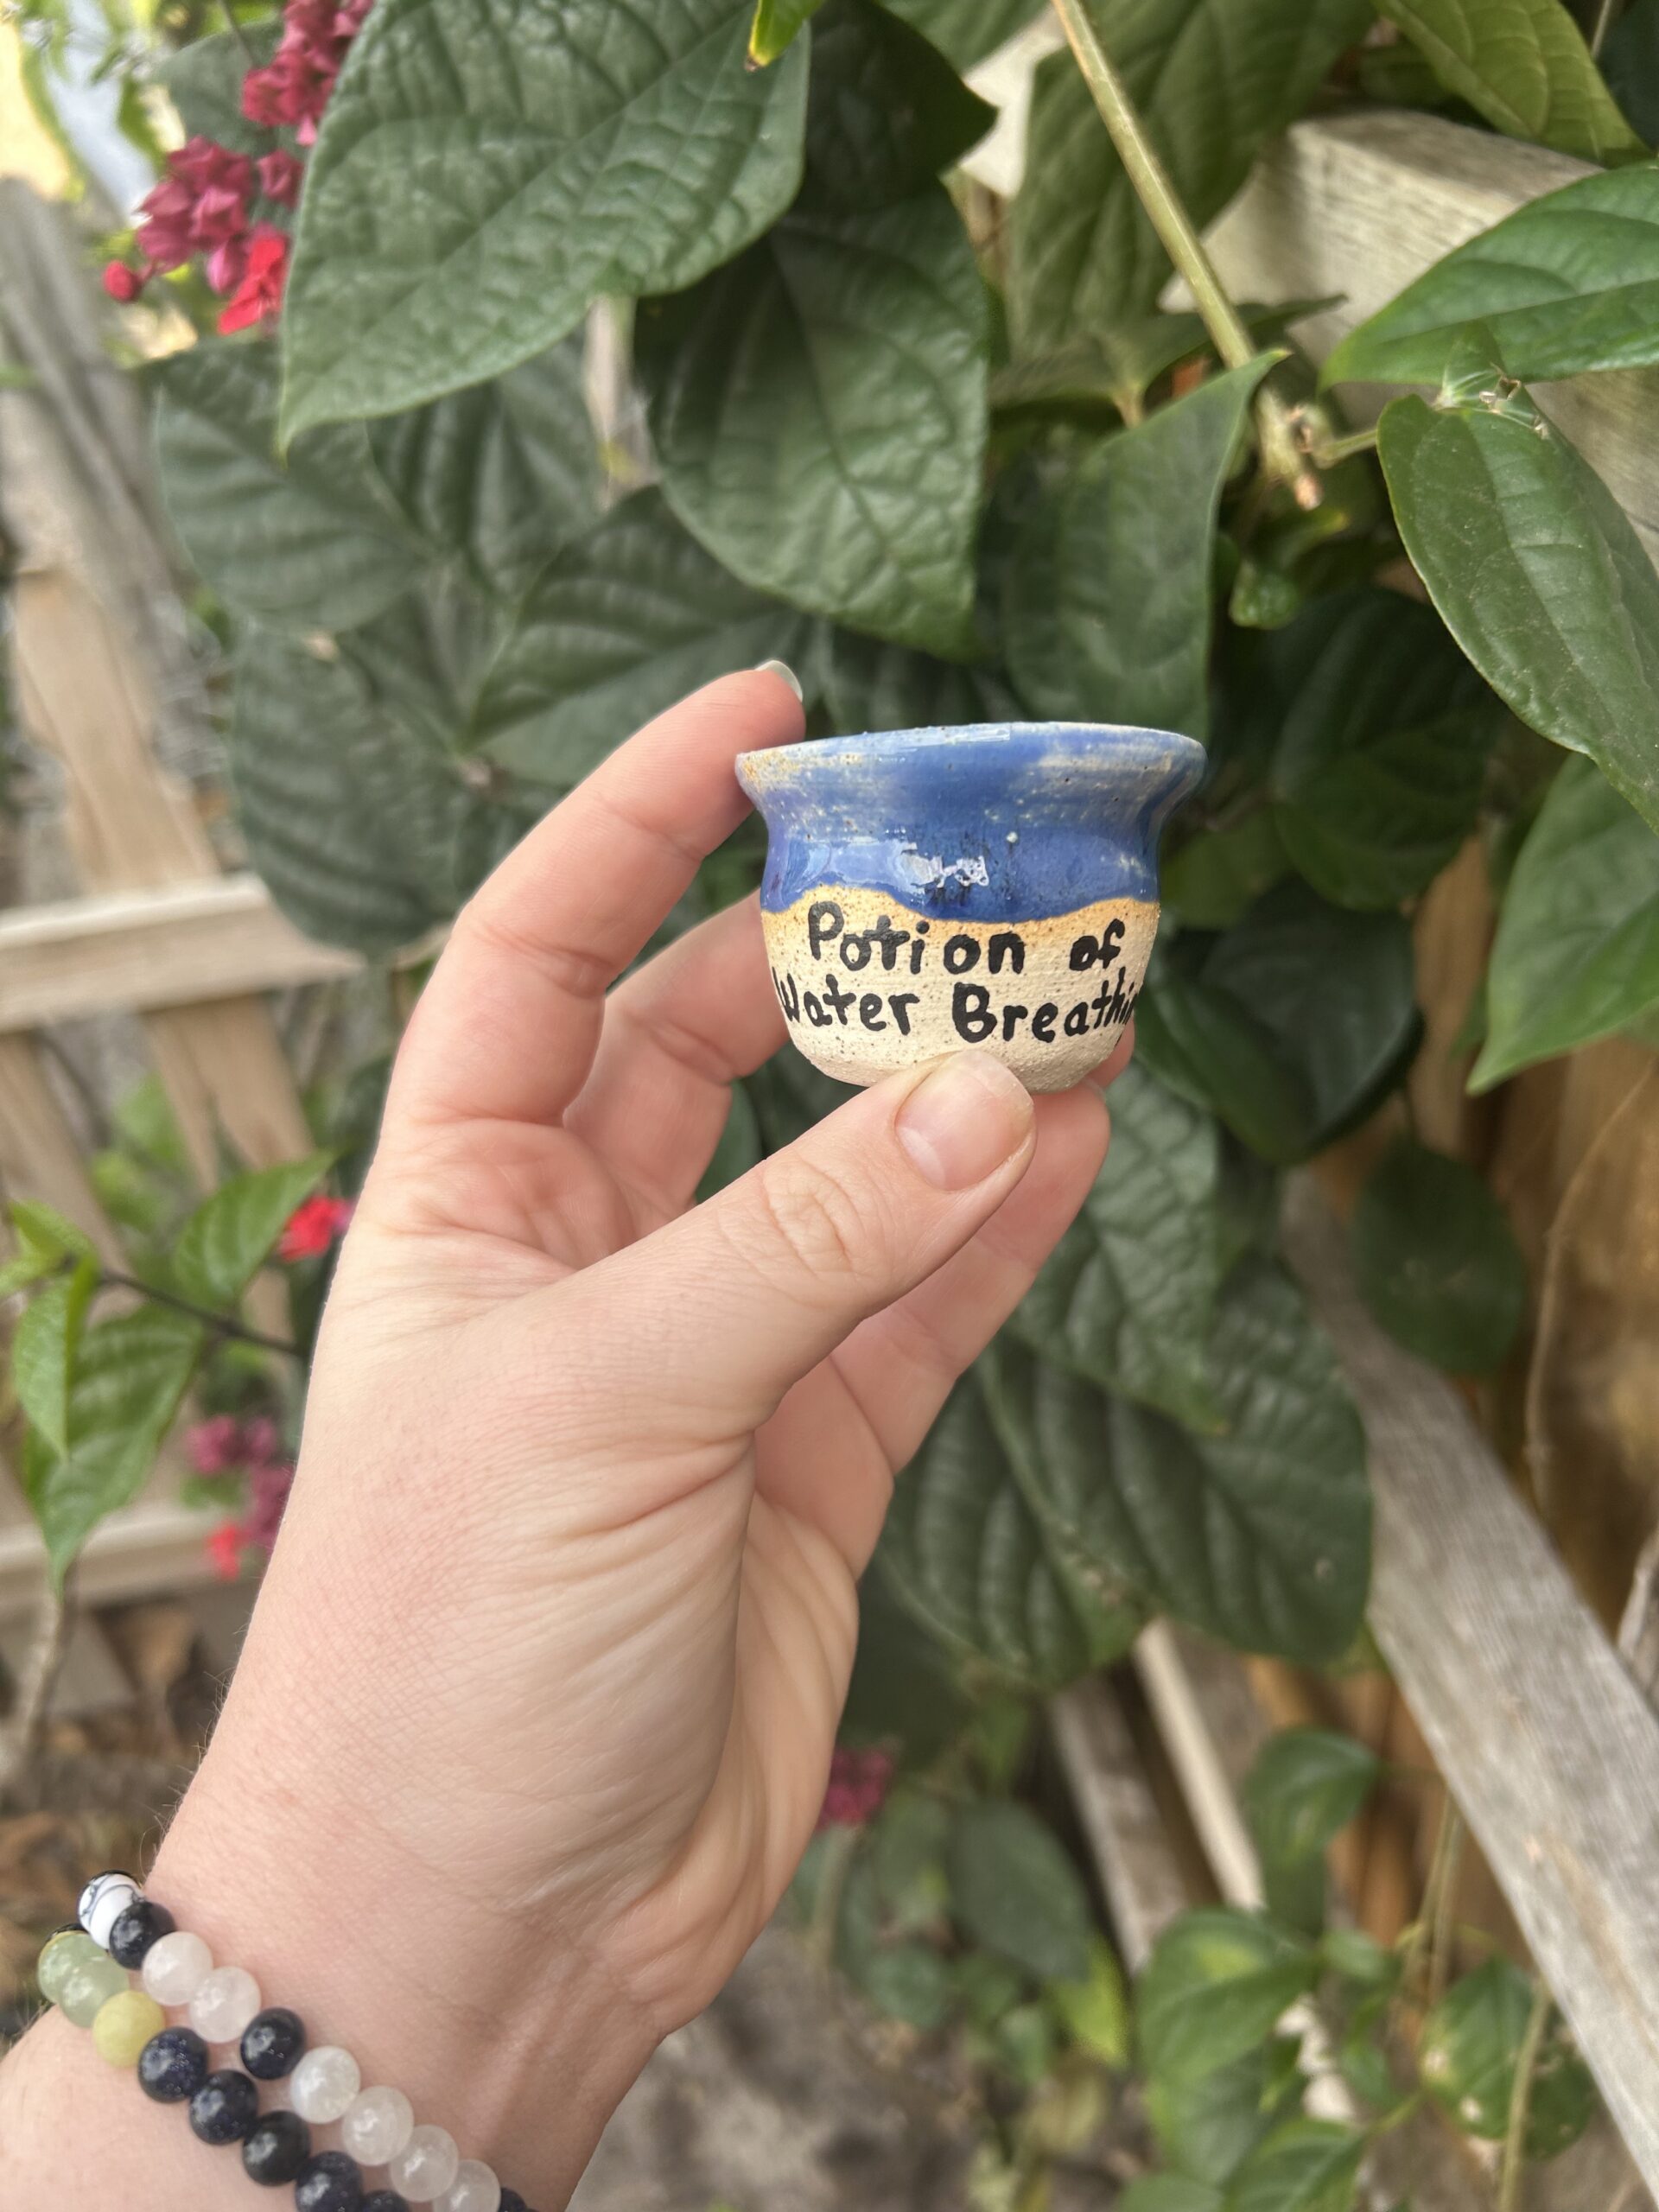 Potion of
Water Breathin